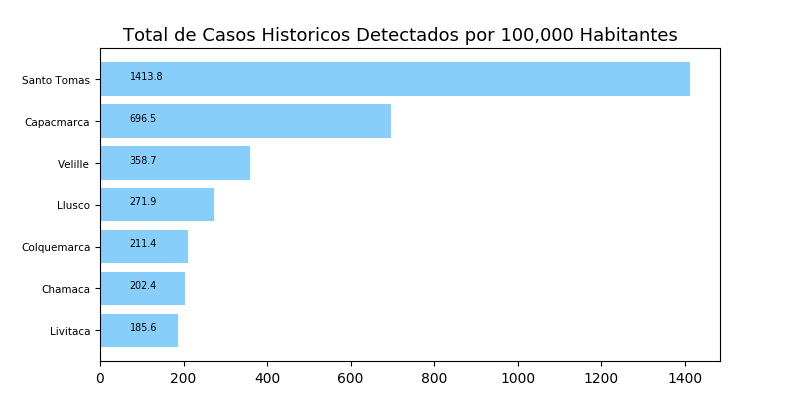 Total de Casos Historicos Detectados por 100,000 Habitantes
Santo Tomas 1413.8
Capacmarca 696.5
Velille 358.7
Llusco 271.9
Colquemarca 211.4
Chamaca 202.4
Livitaca 185.6
0 200 400 600 800 1000 1200 1400